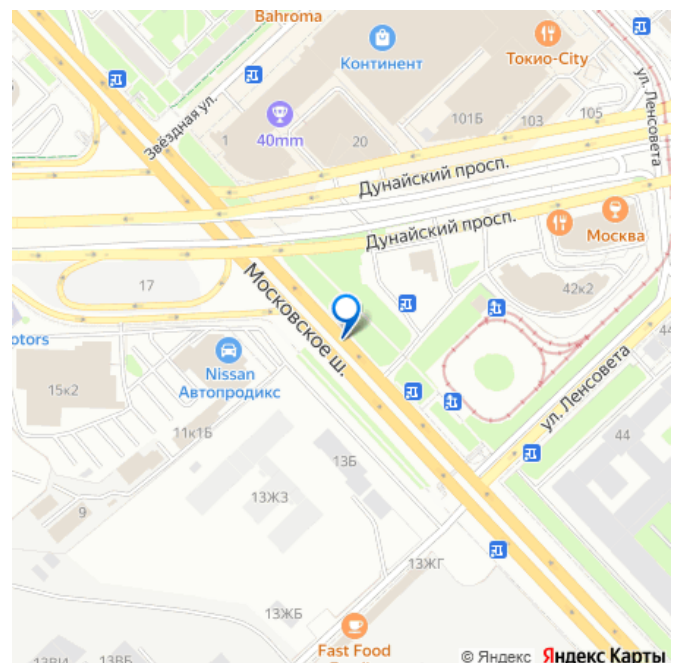 Bahroma
Континент
Токио-City
ул. Ленсовета
Звёздная ул.
1
40mm
20
101Б
103
105
Дунайский просп.
Дунайский просп.
Москва
17
42к2
Московское ш.
44
Nissan
Автопродикс
15к2
11к1Б
ул. Ленсовета
44
13Б
13ЖЗ
9
13ЖГ
13ЖБ
Fast Food
© Яндекс Яндекс Карты